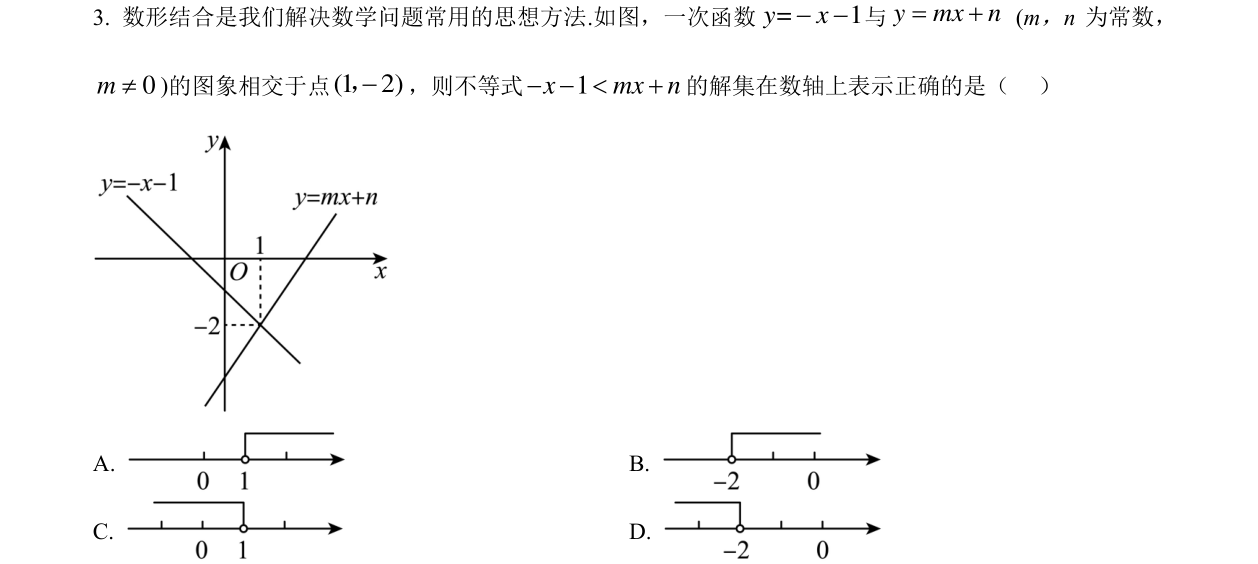 3. 数形结合是我们解决数学问题常用的思想方法.如图，一次函数 y=−x−1与 y=mx+n (m，n 为常数，
m≠0)的图象相交于点(1,−2)，则不等式−x−1<mx+n 的解集在数轴上表示正确的是（ ）
y
y=−x−1
y=mx+n
1
O
x
−2
A.
0 1
B.
−2 0
C.
0 1
D.
−2 0